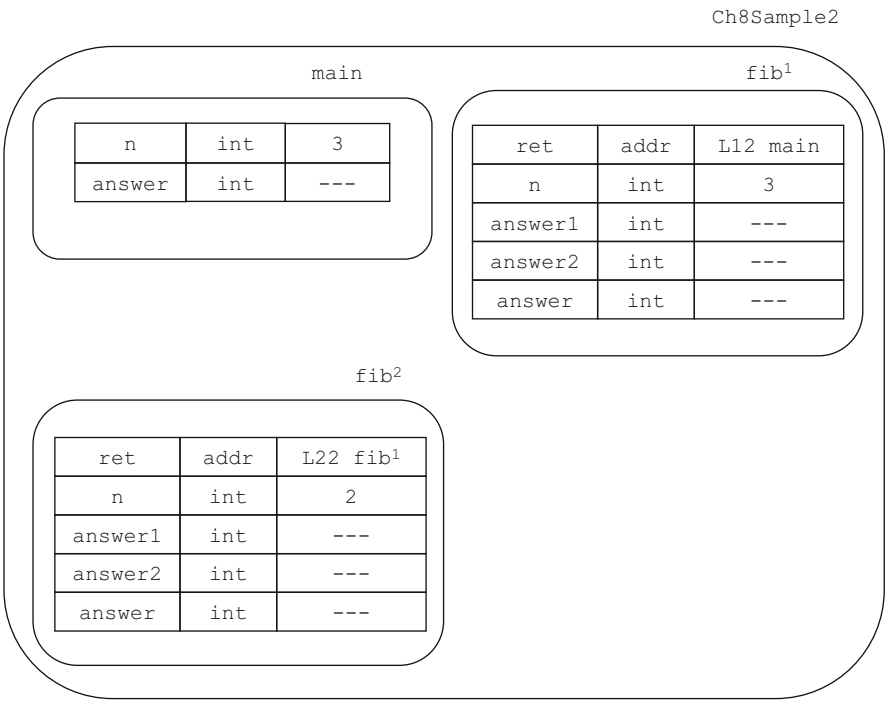 Ch8Sample2
main
n int 3
answer int ---
fib¹
ret addr L12 main
n int 3
answer1 int ---
answer2 int ---
answer int ---
fib²
ret addr L22 fib¹
n int 2
answer1 int ---
answer2 int ---
answer int ---